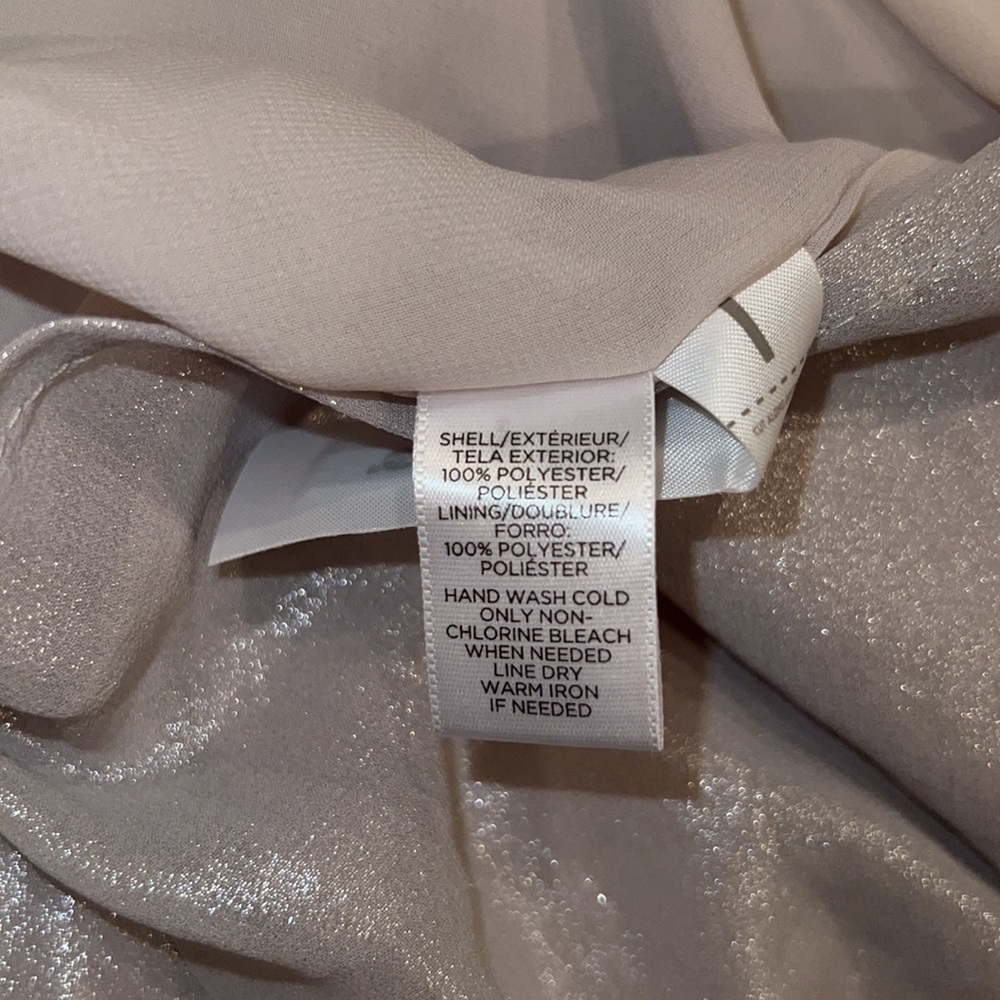 SHELL/EXTÉRIEUR/
TELA EXTERIOR:
100% POLYESTER/
POLIÉSTER
LINING/DOUBLURE/
FORRO:
100% POLYESTER/
POLIÉSTER
HAND WASH COLD
ONLY NON-
CHLORINE BLEACH
WHEN NEEDED
LINE DRY
WARM IRON
IF NEEDED